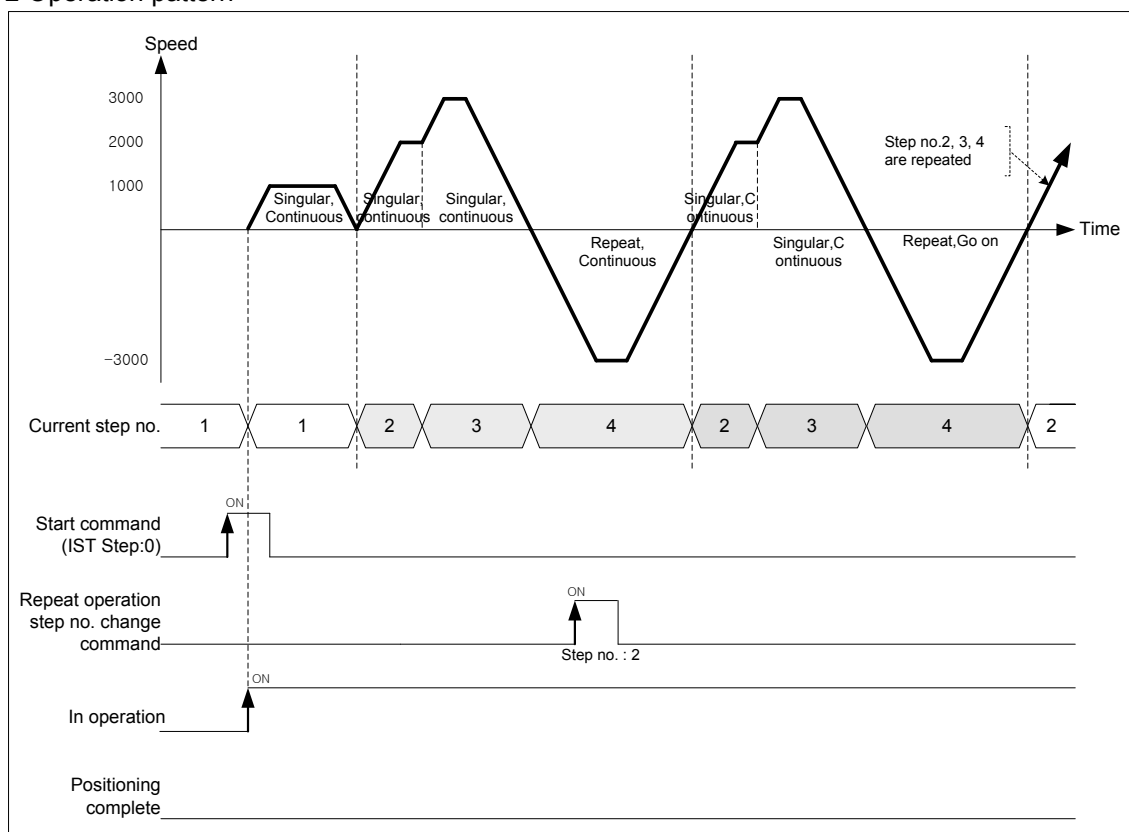 Speed
3000
2000
1000
-3000
Singular,
Continuous
Singular,
continuous
Singular,
continuous
Repeat,
Continuous
Singular,C
ontinuous
Singular,C
ontinuous
Repeat,Go on
Step no.2, 3, 4
are repeated
Time
Current step no.
1
1
2
3
4
2
3
4
2
Start command
(IST Step:0)
ON
Repeat operation
step no. change
command
ON
Step no. : 2
In operation
ON
Positioning
complete